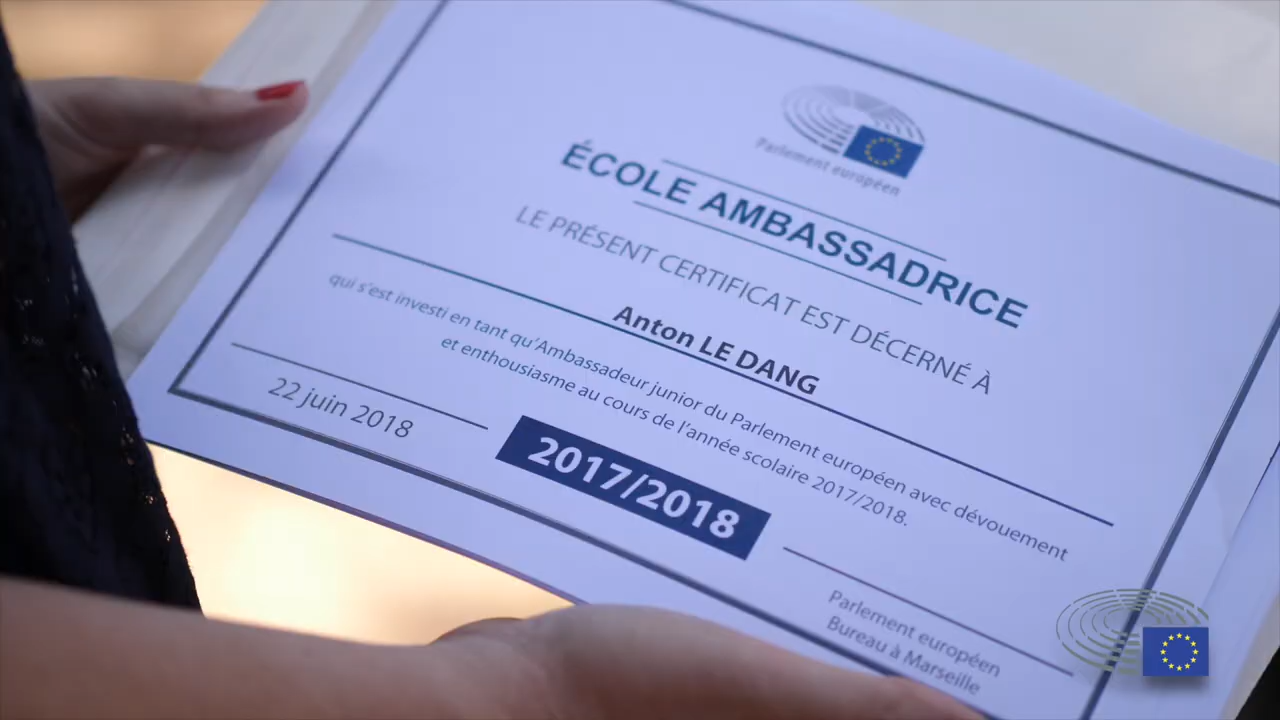 Parlement européen
ÉCOLE AMBASSADRICE
LE PRÉSENT CERTIFICAT EST DÉCERNÉ À
Anton LE DANG
qui s'est investi en tant qu'Ambassadeur junior du Parlement européen avec dévouement
et enthousiasme au cours de l'année scolaire 2017/2018.
22 juin 2018
2017/2018
Parlement européen
Bureau à Marseille